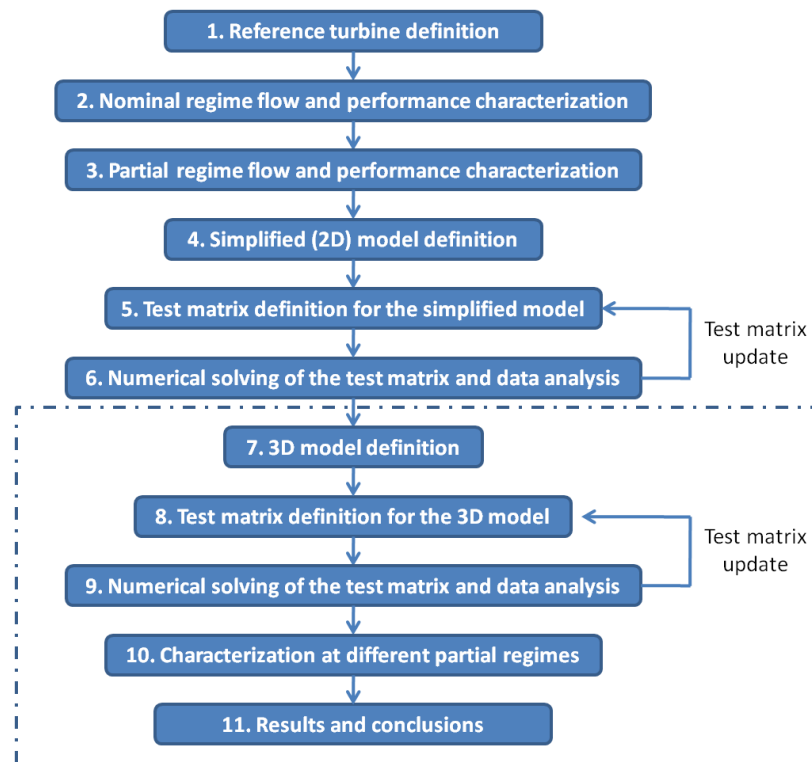 1. Reference turbine definition
2. Nominal regime flow and performance characterization
3. Partial regime flow and performance characterization
4. Simplified (2D) model definition
5. Test matrix definition for the simplified model
Test matrix
update
6. Numerical solving of the test matrix and data analysis
7. 3D model definition
8. Test matrix definition for the 3D model
Test matrix
update
9. Numerical solving of the test matrix and data analysis
10. Characterization at different partial regimes
11. Results and conclusions